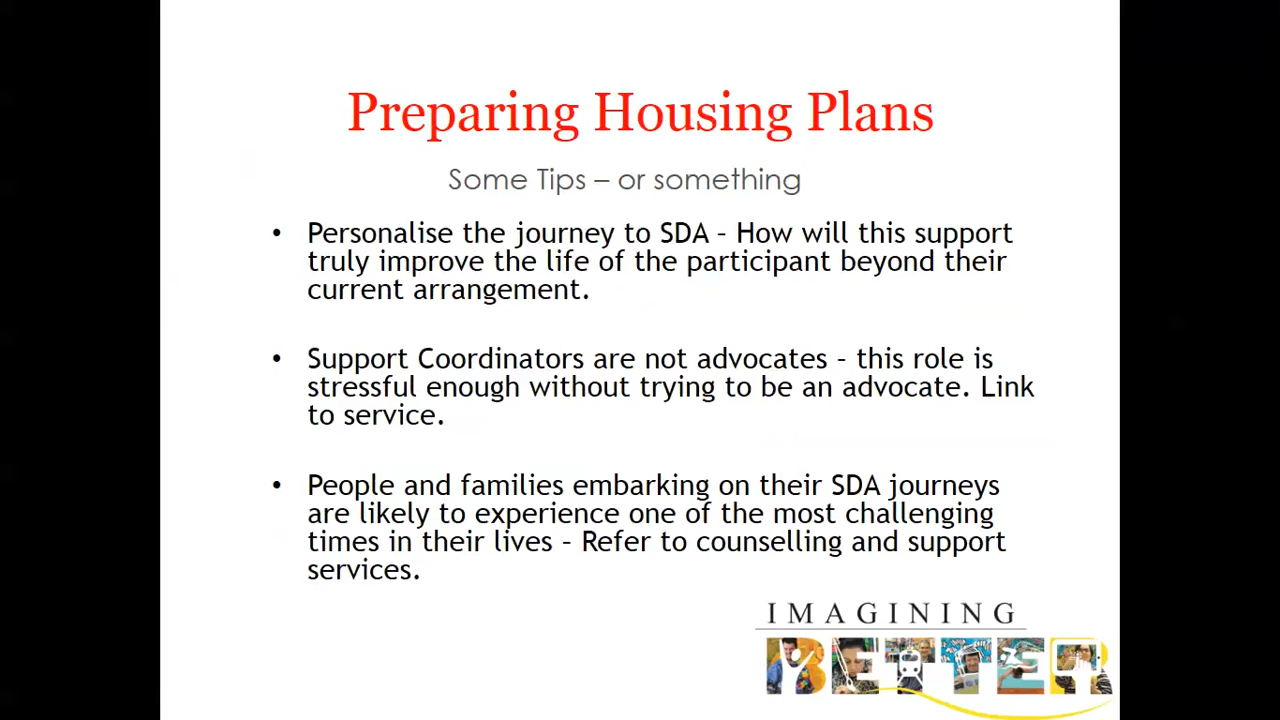 Preparing Housing Plans
Some Tips – or something
• Personalise the journey to SDA – How will this support
truly improve the life of the participant beyond their
current arrangement.
• Support Coordinators are not advocates – this role is
stressful enough without trying to be an advocate. Link
to service.
• People and families embarking on their SDA journeys
are likely to experience one of the most challenging
times in their lives – Refer to counselling and support
services.
IMAGINING
BETTER